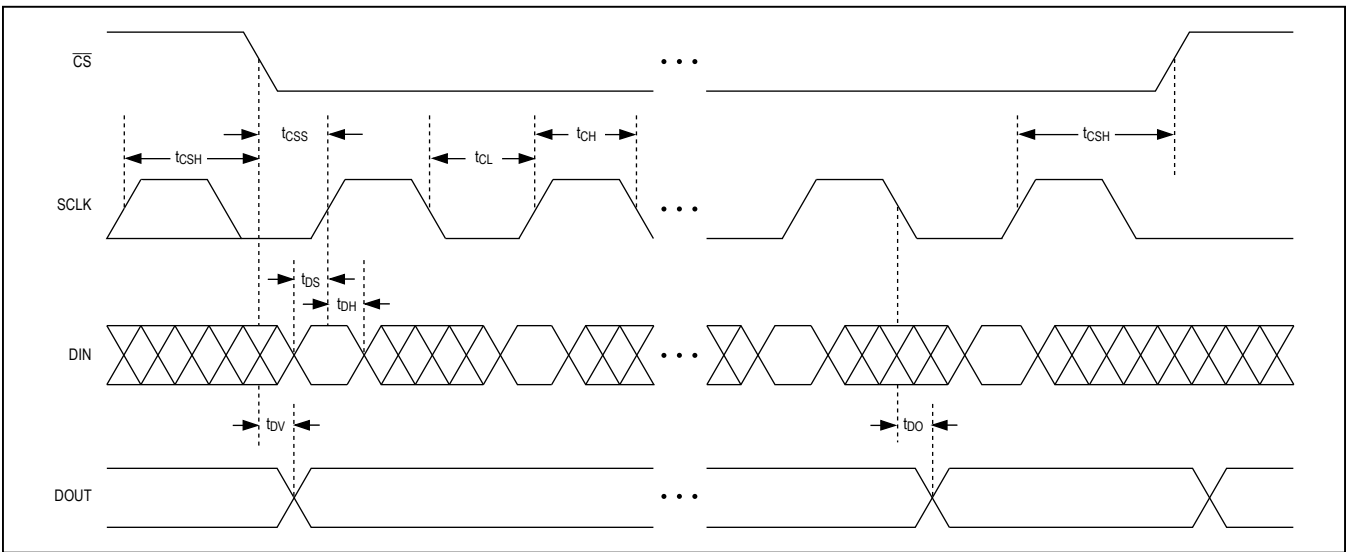 CS
tCSS
tCH
tCSH
tCSH
tCL
SCLK
tDS
tDH
DIN
tDV
tDO
DOUT